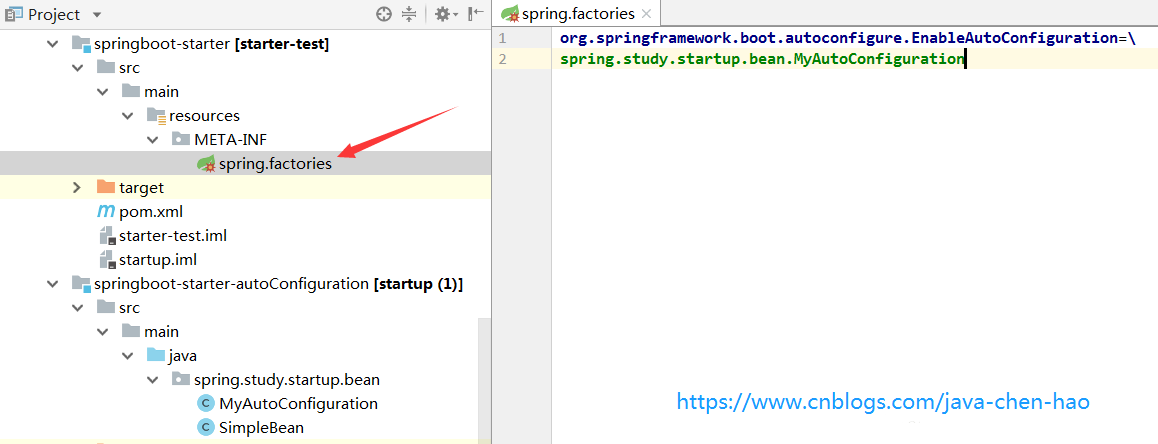 Project
springboot-starter [starter-test]
src
main
resources
META-INF
spring.factories
target
pom.xml
starter-test.iml
startup.iml
springboot-starter-autoConfiguration [startup (1)]
src
main
java
spring.study.startup.bean
MyAutoConfiguration
SimpleBean
spring.factories
1 org.springframework.boot.autoconfigure.EnableAutoConfiguration=\
2 spring.study.startup.bean.MyAutoConfiguration
https://www.cnblogs.com/java-chen-hao